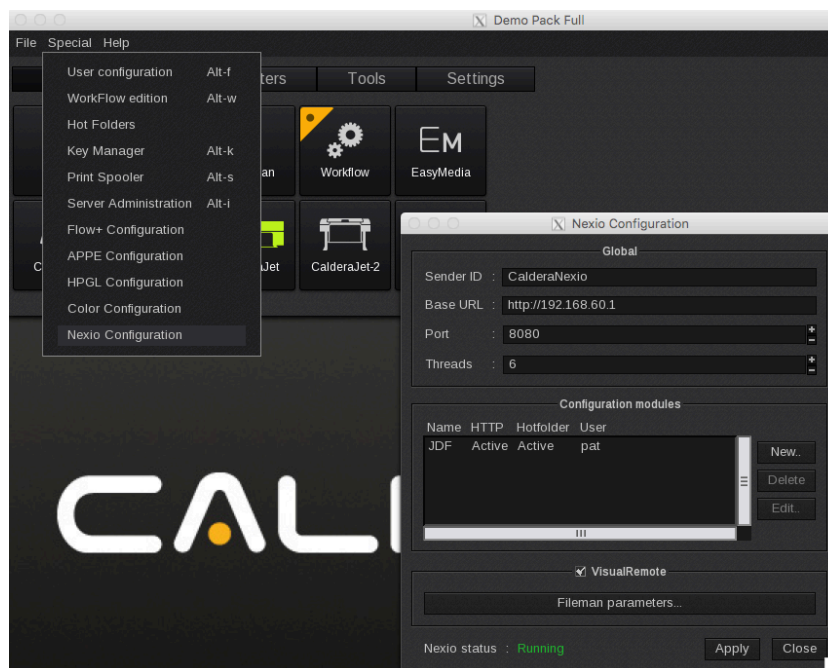 Demo Pack Full
File Special Help
ters Tools Settings
User configuration Alt-f
WorkFlow edition Alt-w
Hot Folders
Key Manager Alt-k
Print Spooler Alt-s
Server Administration Alt-i
Flow+ Configuration
APPE Configuration
HPGL Configuration
Color Configuration
Nexio Configuration
an Workflow EasyMedia
C Jet CalderaJet-2
CAL
Nexio Configuration
Global
Sender ID : CalderaNexio
Base URL : http://192.168.60.1
Port : 8080
Threads : 6
Configuration modules
Name HTTP Hotfolder User
JDF Active Active pat
New..
Delete
Edit..
VisualRemote
Fileman parameters...
Nexio status : Running
Apply Close